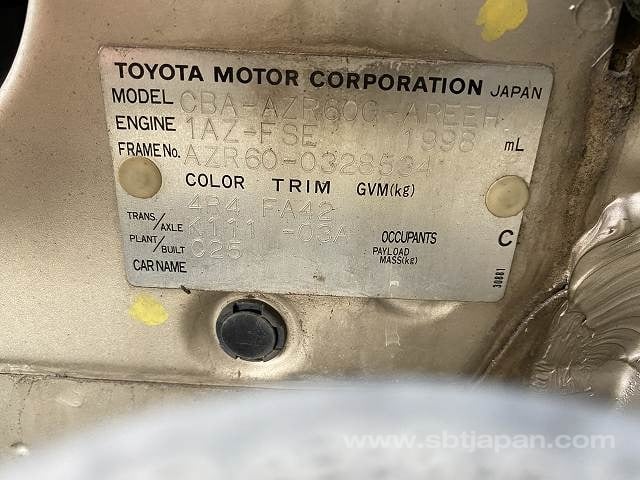 TOYOTA MOTOR CORPORATION JAPAN
MODEL CBA-AZR60G-AREEH
ENGINE 1AZ-FSE 1998 mL
FRAME No. AZR60-0328534
COLOR TRIM GVM(kg)
4R4 FA42
TRANS./AXLE K111 -03A OCCUPANTS C
PLANT/BUILT C25 PAYLOAD MASS(kg)
CAR NAME
30881
www.sbtjapan.com